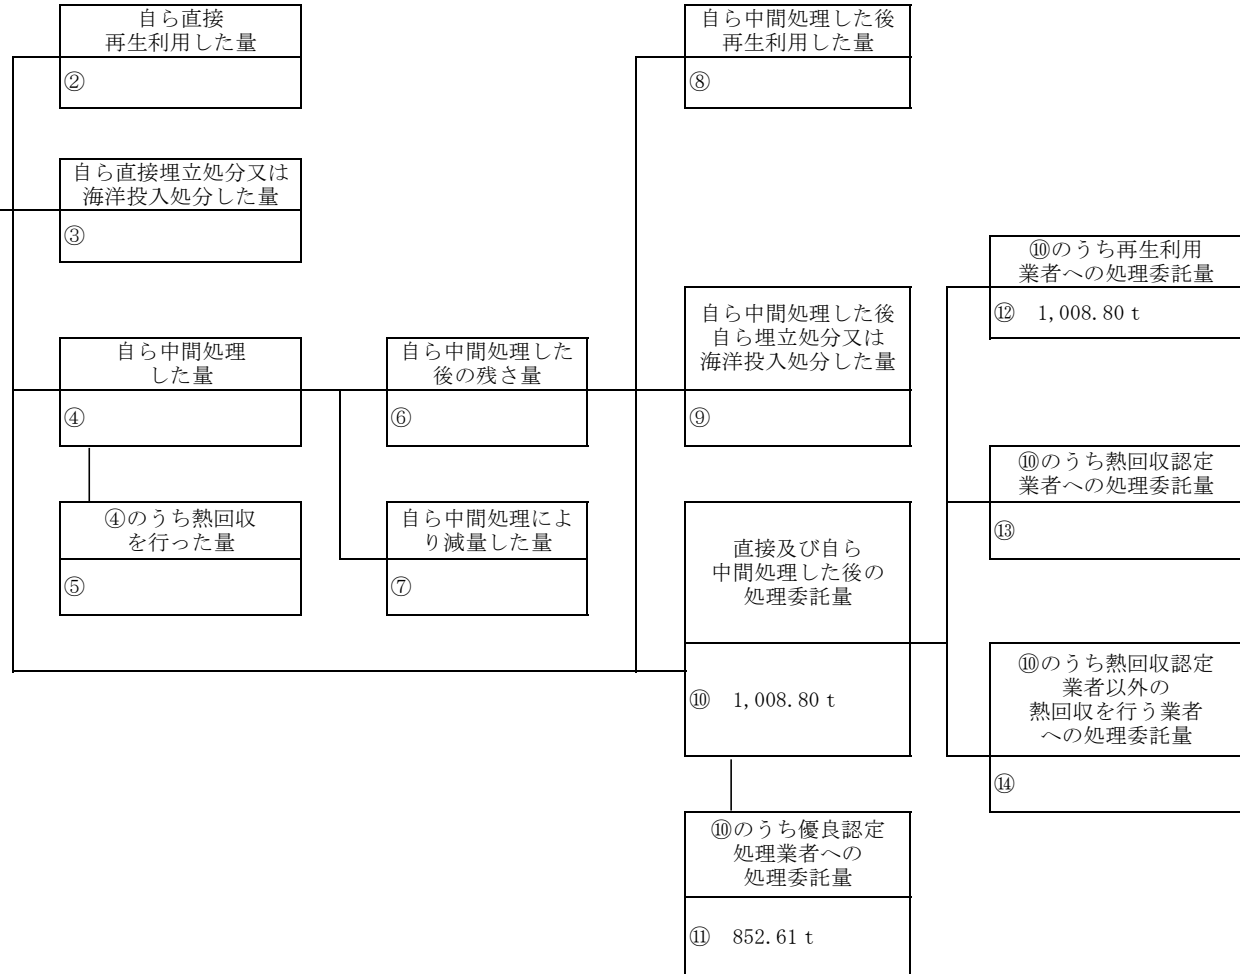 自ら直接
再生利用した量
②
自ら中間処理した後
再生利用した量
⑧
自ら直接埋立処分又は
海洋投入処分した量
③
⑩のうち再生利用
業者への処理委託量
⑫ 1,008.80 t
自ら中間処理した後
自ら埋立処分又は
海洋投入処分した量
⑨
自ら中間処理
した量
④
自ら中間処理した
後の残さ量
⑥
⑩のうち熱回収認定
業者への処理委託量
⑬
④のうち熱回収
を行った量
⑤
自ら中間処理によ
り減量した量
⑦
直接及び自ら
中間処理した後の
処理委託量
⑩ 1,008.80 t
⑩のうち熱回収認定
業者以外の
熱回収を行う業者
への処理委託量
⑭
⑩のうち優良認定
処理業者への
処理委託量
⑪ 852.61 t